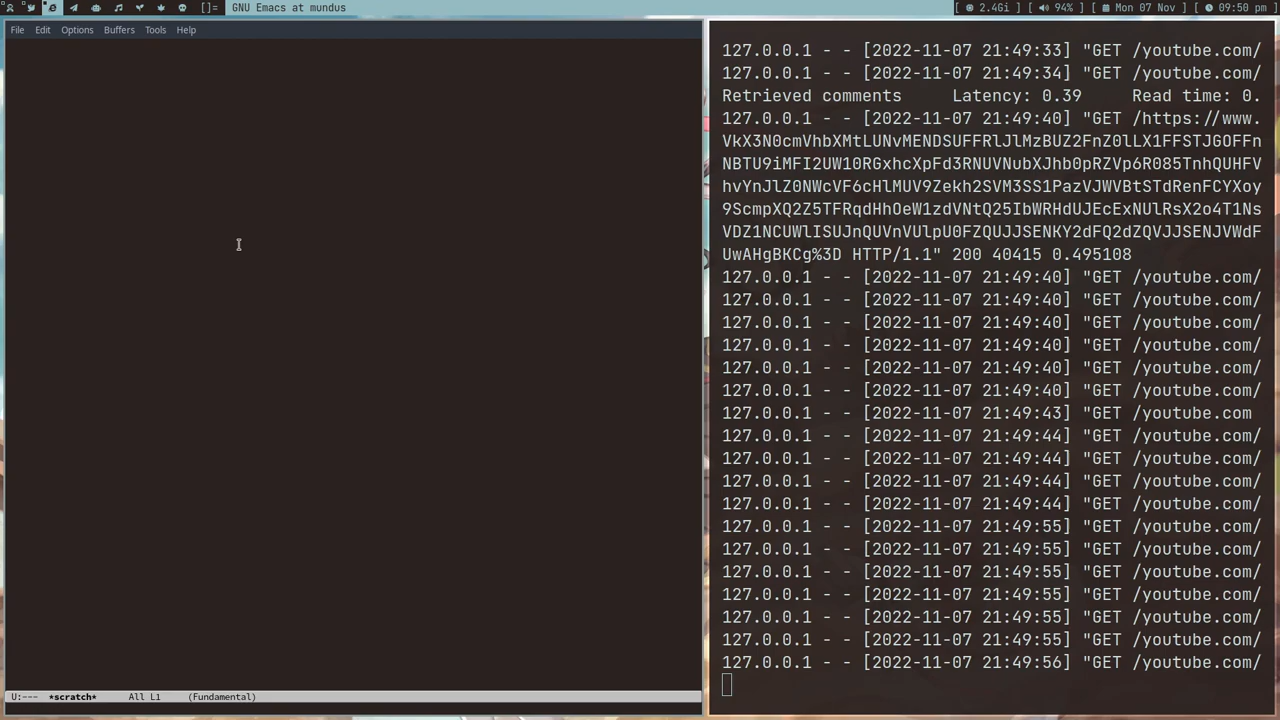 []= GNU Emacs at mundus
2.4Gi 94% Mon 07 Nov 09:50 pm
File Edit Options Buffers Tools Help
U:--- *scratch* All L1 (Fundamental)
127.0.0.1 - - [2022-11-07 21:49:33] "GET /youtube.com/
127.0.0.1 - - [2022-11-07 21:49:34] "GET /youtube.com/
Retrieved comments Latency: 0.39 Read time: 0.
127.0.0.1 - - [2022-11-07 21:49:40] "GET /https://www.
VkX3N0cmVhbXMtLUNvMENDSUFFRlJlMzBUZ2FnZ0lLX1FFSTJGOFFn
NBTU9iMFI2UW10RGxhcXpFd3RNUVNubXJhb0pRZVp6R085TnhQUHFV
hvYnJlZ0NWcVF6cHlMUV9Zekh2SVM3SS1PazVJWVBtSTdRenFCYXoy
9ScmpXQ2Z5TFRqdHhOeW1zdVNtQ25IbWRHdUJEcExNUlRsX2o4T1Ns
VDZ1NCUWlISUJnQUVnVUlpU0FZQUJJSENKY2dFQ2dZQVJJSENJVWdF
UwAHgBKCg%3D HTTP/1.1" 200 40415 0.495108
127.0.0.1 - - [2022-11-07 21:49:40] "GET /youtube.com/
127.0.0.1 - - [2022-11-07 21:49:40] "GET /youtube.com/
127.0.0.1 - - [2022-11-07 21:49:40] "GET /youtube.com/
127.0.0.1 - - [2022-11-07 21:49:40] "GET /youtube.com/
127.0.0.1 - - [2022-11-07 21:49:40] "GET /youtube.com/
127.0.0.1 - - [2022-11-07 21:49:40] "GET /youtube.com/
127.0.0.1 - - [2022-11-07 21:49:43] "GET /youtube.com
127.0.0.1 - - [2022-11-07 21:49:44] "GET /youtube.com/
127.0.0.1 - - [2022-11-07 21:49:44] "GET /youtube.com/
127.0.0.1 - - [2022-11-07 21:49:44] "GET /youtube.com/
127.0.0.1 - - [2022-11-07 21:49:44] "GET /youtube.com/
127.0.0.1 - - [2022-11-07 21:49:55] "GET /youtube.com/
127.0.0.1 - - [2022-11-07 21:49:55] "GET /youtube.com/
127.0.0.1 - - [2022-11-07 21:49:55] "GET /youtube.com/
127.0.0.1 - - [2022-11-07 21:49:55] "GET /youtube.com/
127.0.0.1 - - [2022-11-07 21:49:55] "GET /youtube.com/
127.0.0.1 - - [2022-11-07 21:49:55] "GET /youtube.com/
127.0.0.1 - - [2022-11-07 21:49:56] "GET /youtube.com/